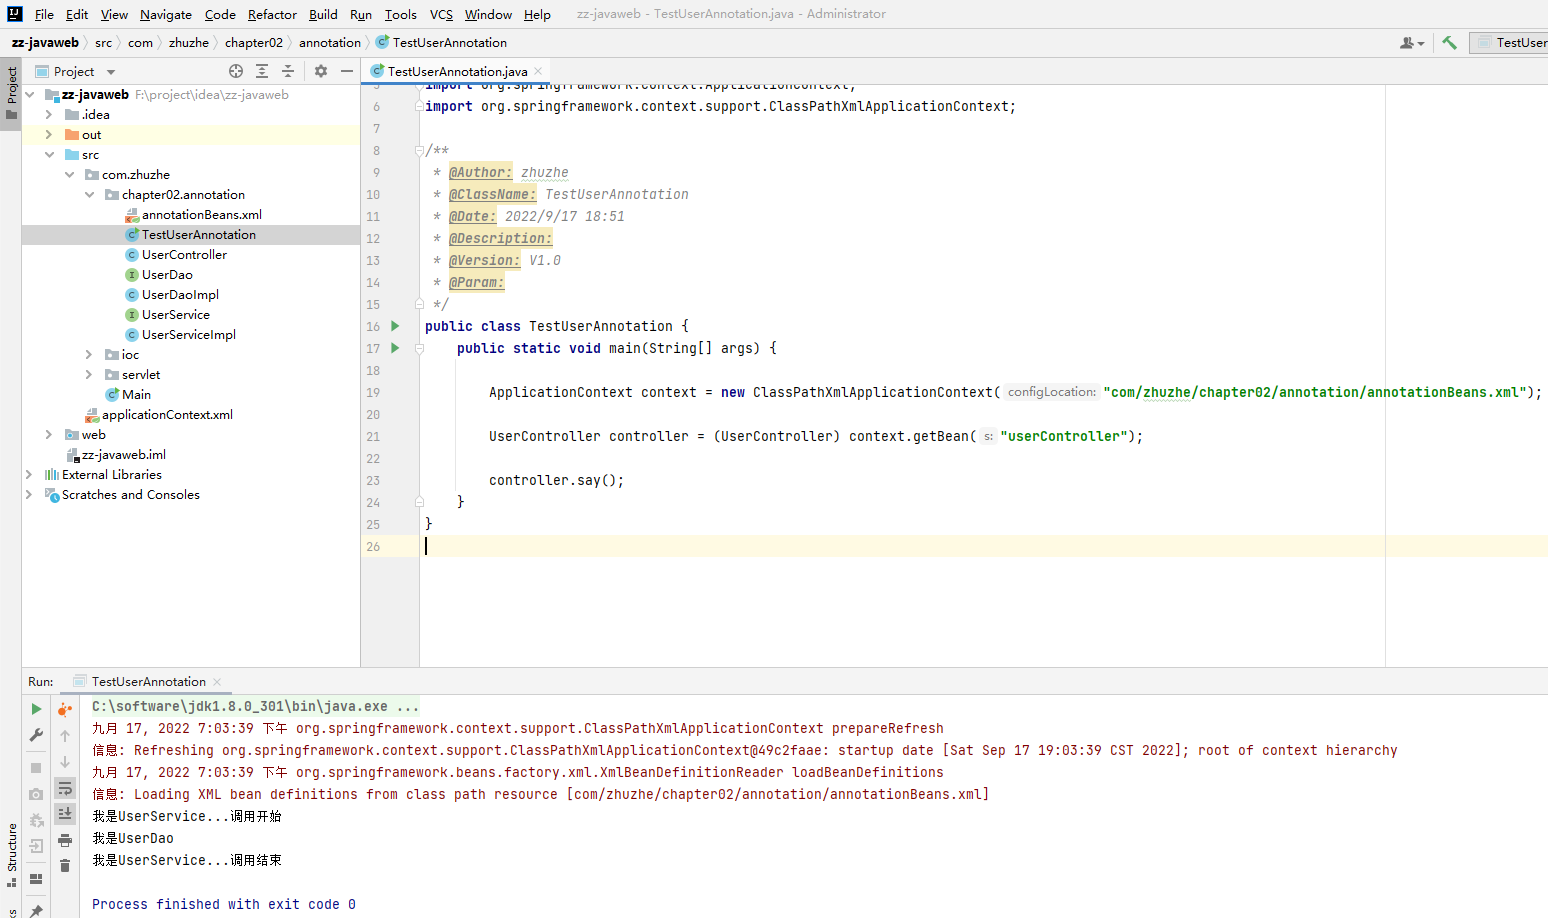 File Edit View Navigate Code Refactor Build Run Tools VCS Window Help zz-javaweb - TestUserAnnotation.java - Administrator
zz-javaweb src com zhuzhe chapter02 annotation TestUserAnnotation TestUser
Project
Project
TestUserAnnotation.java
zz-javaweb F:\project\idea\zz-javaweb
.idea
out
src
com.zhuzhe
chapter02.annotation
annotationBeans.xml
TestUserAnnotation
UserController
UserDao
UserDaoImpl
UserService
UserServiceImpl
ioc
servlet
Main
applicationContext.xml
web
zz-javaweb.iml
External Libraries
Scratches and Consoles
5 import org.springframework.context.ApplicationContext;
6 import org.springframework.context.support.ClassPathXmlApplicationContext;
7
8 /**
9 * @Author: zhuzhe
10 * @ClassName: TestUserAnnotation
11 * @Date: 2022/9/17 18:51
12 * @Description:
13 * @Version: V1.0
14 * @Param:
15 */
16 public class TestUserAnnotation {
17 public static void main(String[] args) {
18
19 ApplicationContext context = new ClassPathXmlApplicationContext( configLocation: "com/zhuzhe/chapter02/annotation/annotationBeans.xml");
20
21 UserController controller = (UserController) context.getBean( s: "userController");
22
23 controller.say();
24 }
25 }
26
Run: TestUserAnnotation
C:\software\jdk1.8.0_301\bin\java.exe ...
九月 17, 2022 7:03:39 下午 org.springframework.context.support.ClassPathXmlApplicationContext prepareRefresh
信息: Refreshing org.springframework.context.support.ClassPathXmlApplicationContext@49c2faae: startup date [Sat Sep 17 19:03:39 CST 2022]; root of context hierarchy
九月 17, 2022 7:03:39 下午 org.springframework.beans.factory.xml.XmlBeanDefinitionReader loadBeanDefinitions
信息: Loading XML bean definitions from class path resource [com/zhuzhe/chapter02/annotation/annotationBeans.xml]
我是UserService...调用开始
我是UserDao
我是UserService...调用结束
Process finished with exit code 0
Structure